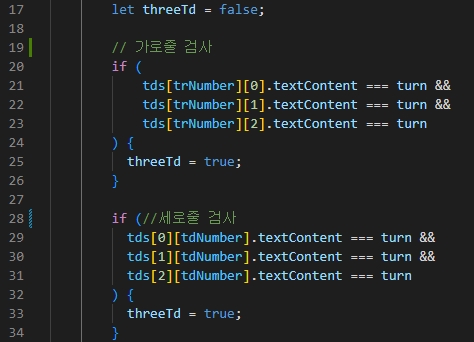 17 let threeTd = false;
18
19 // 가로줄 검사
20 if (
21 tds[trNumber][0].textContent === turn &&
22 tds[trNumber][1].textContent === turn &&
23 tds[trNumber][2].textContent === turn
24 ) {
25 threeTd = true;
26 }
27
28 if (//세로줄 검사
29 tds[0][tdNumber].textContent === turn &&
30 tds[1][tdNumber].textContent === turn &&
31 tds[2][tdNumber].textContent === turn
32 ) {
33 threeTd = true;
34 }